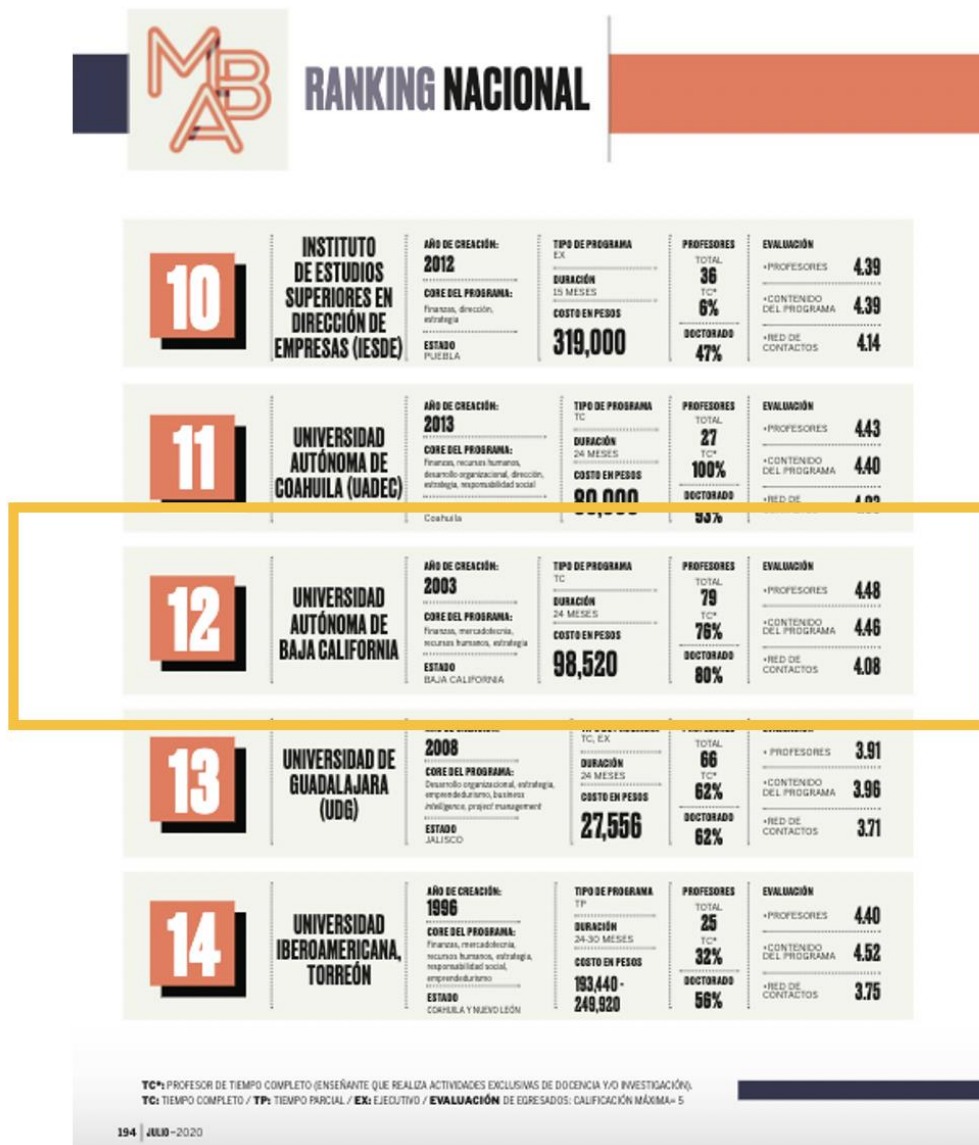 MBA
RANKING NACIONAL
10
INSTITUTO
DE ESTUDIOS
SUPERIORES EN
DIRECCIÓN DE
EMPRESAS (IESDE)
AÑO DE CREACIÓN:
2012
CORE DEL PROGRAMA:
Finanzas, dirección,
estrategia
ESTADO
PUEBLA
TIPO DE PROGRAMA
EX
DURACIÓN
15 MESES
COSTO EN PESOS
319,000
PROFESORES
TOTAL
36
TC*
6%
DOCTORADO
47%
EVALUACIÓN
•PROFESORES 4.39
•CONTENIDO
DEL PROGRAMA 4.39
•RED DE
CONTACTOS 4.14
11
UNIVERSIDAD
AUTÓNOMA DE
COAHUILA (UADEC)
AÑO DE CREACIÓN:
2013
CORE DEL PROGRAMA:
Finanzas, recursos humanos,
desarrollo organizacional, dirección,
estrategia, responsabilidad social
Coahuila
TIPO DE PROGRAMA
TC
DURACIÓN
24 MESES
COSTO EN PESOS
80,000
PROFESORES
TOTAL
27
TC*
100%
DOCTORADO
93%
EVALUACIÓN
•PROFESORES 4.43
•CONTENIDO
DEL PROGRAMA 4.40
•RED DE
12
UNIVERSIDAD
AUTÓNOMA DE
BAJA CALIFORNIA
AÑO DE CREACIÓN:
2003
CORE DEL PROGRAMA:
Finanzas, mercadotecnia,
recursos humanos, estrategia
ESTADO
BAJA CALIFORNIA
TIPO DE PROGRAMA
TC
DURACIÓN
24 MESES
COSTO EN PESOS
98,520
PROFESORES
TOTAL
79
TC*
76%
DOCTORADO
80%
EVALUACIÓN
•PROFESORES 4.48
•CONTENIDO
DEL PROGRAMA 4.46
•RED DE
CONTACTOS 4.08
13
UNIVERSIDAD DE
GUADALAJARA
(UDG)
2008
CORE DEL PROGRAMA:
Desarrollo organizacional, estrategia,
emprendedurismo, business
intelligence, project management
ESTADO
JALISCO
TC, EX
DURACIÓN
24 MESES
COSTO EN PESOS
27,556
TOTAL
66
TC*
62%
DOCTORADO
62%
• PROFESORES 3.91
•CONTENIDO
DEL PROGRAMA 3.96
•RED DE
CONTACTOS 3.71
14
UNIVERSIDAD
IBEROAMERICANA,
TORREÓN
AÑO DE CREACIÓN:
1996
CORE DEL PROGRAMA:
Finanzas, mercadotecnia,
recursos humanos, estrategia,
responsabilidad social,
emprendedurismo
ESTADO
COAHUILA Y NUEVO LEÓN
TIPO DE PROGRAMA
TP
DURACIÓN
24-30 MESES
COSTO EN PESOS
193,440 -
249,920
PROFESORES
TOTAL
25
TC*
32%
DOCTORADO
56%
EVALUACIÓN
•PROFESORES 4.40
•CONTENIDO
DEL PROGRAMA 4.52
•RED DE
CONTACTOS 3.75
TC*: PROFESOR DE TIEMPO COMPLETO (ENSEÑANTE QUE REALIZA ACTIVIDADES EXCLUSIVAS DE DOCENCIA Y/O INVESTIGACIÓN).
TC: TIEMPO COMPLETO / TP: TIEMPO PARCIAL / EX: EJECUTIVO / EVALUACIÓN DE EGRESADOS: CALIFICACIÓN MÁXIMA= 5
194 | JULIO-2020